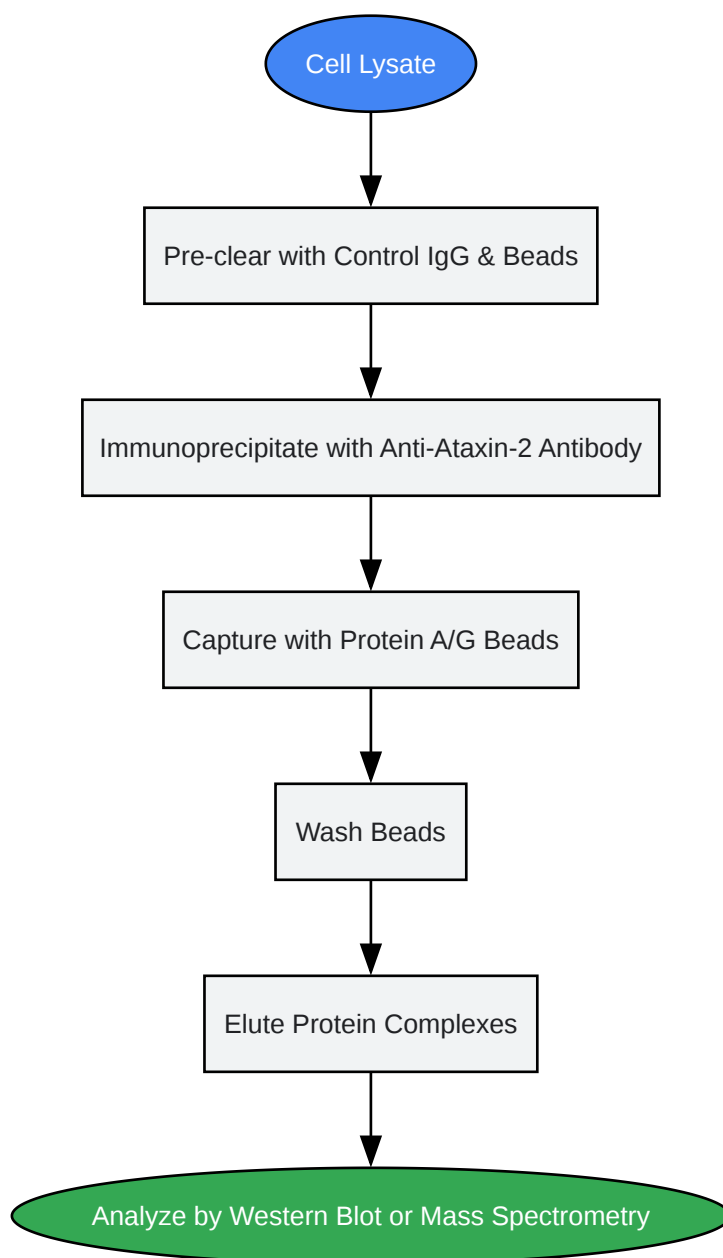 Cell Lysate
Pre-clear with Control IgG & Beads
Immunoprecipitate with Anti-Ataxin-2 Antibody
Capture with Protein A/G Beads
Wash Beads
Elute Protein Complexes
Analyze by Western Blot or Mass Spectrometry